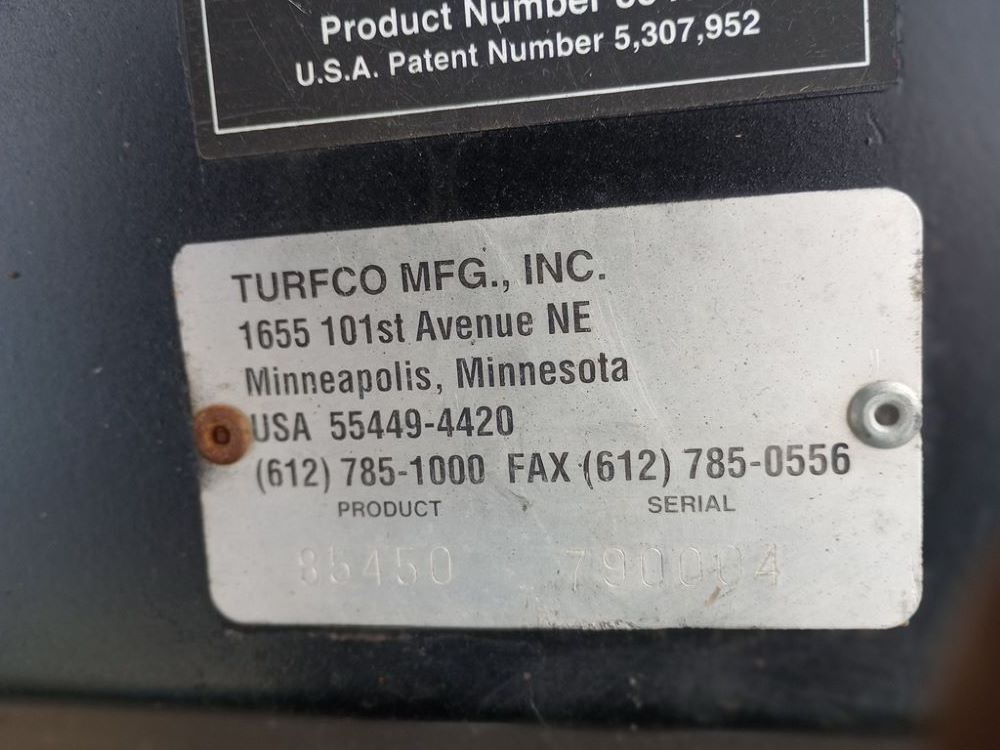 Product Number
U.S.A. Patent Number 5,307,952
TURFCO MFG., INC.
1655 101st Avenue NE
Minneapolis, Minnesota
USA 55449-4420
(612) 785-1000 FAX (612) 785-0556
PRODUCT SERIAL
85450 790004